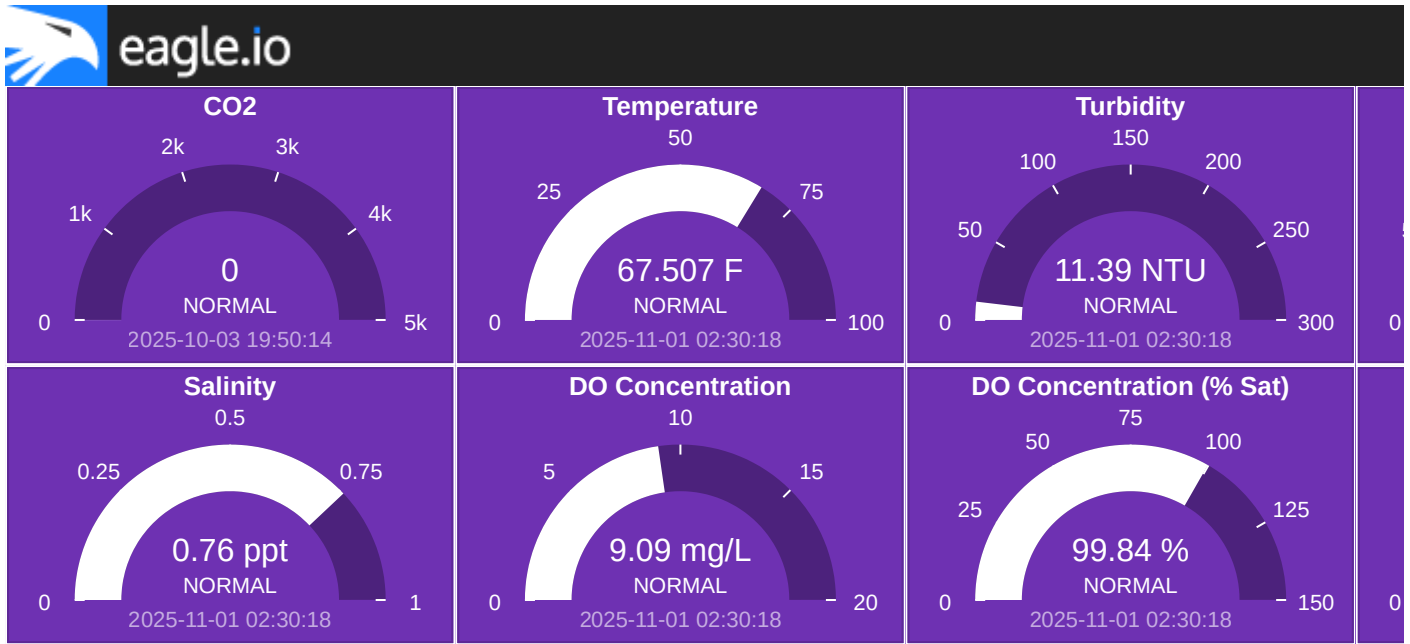 eagle.io
CO2
2k
3k
1k
4k
0
NORMAL
0
5k
2025-10-03 19:50:14
Temperature
50
25
75
67.507 F
NORMAL
0
100
2025-11-01 02:30:18
Turbidity
150
100
200
50
250
11.39 NTU
NORMAL
0
300
2025-11-01 02:30:18
0
Salinity
0.5
0.25
0.75
0.76 ppt
NORMAL
0
1
2025-11-01 02:30:18
DO Concentration
10
5
15
9.09 mg/L
NORMAL
0
20
2025-11-01 02:30:18
DO Concentration (% Sat)
75
50
100
25
125
99.84 %
NORMAL
0
150
2025-11-01 02:30:18
0